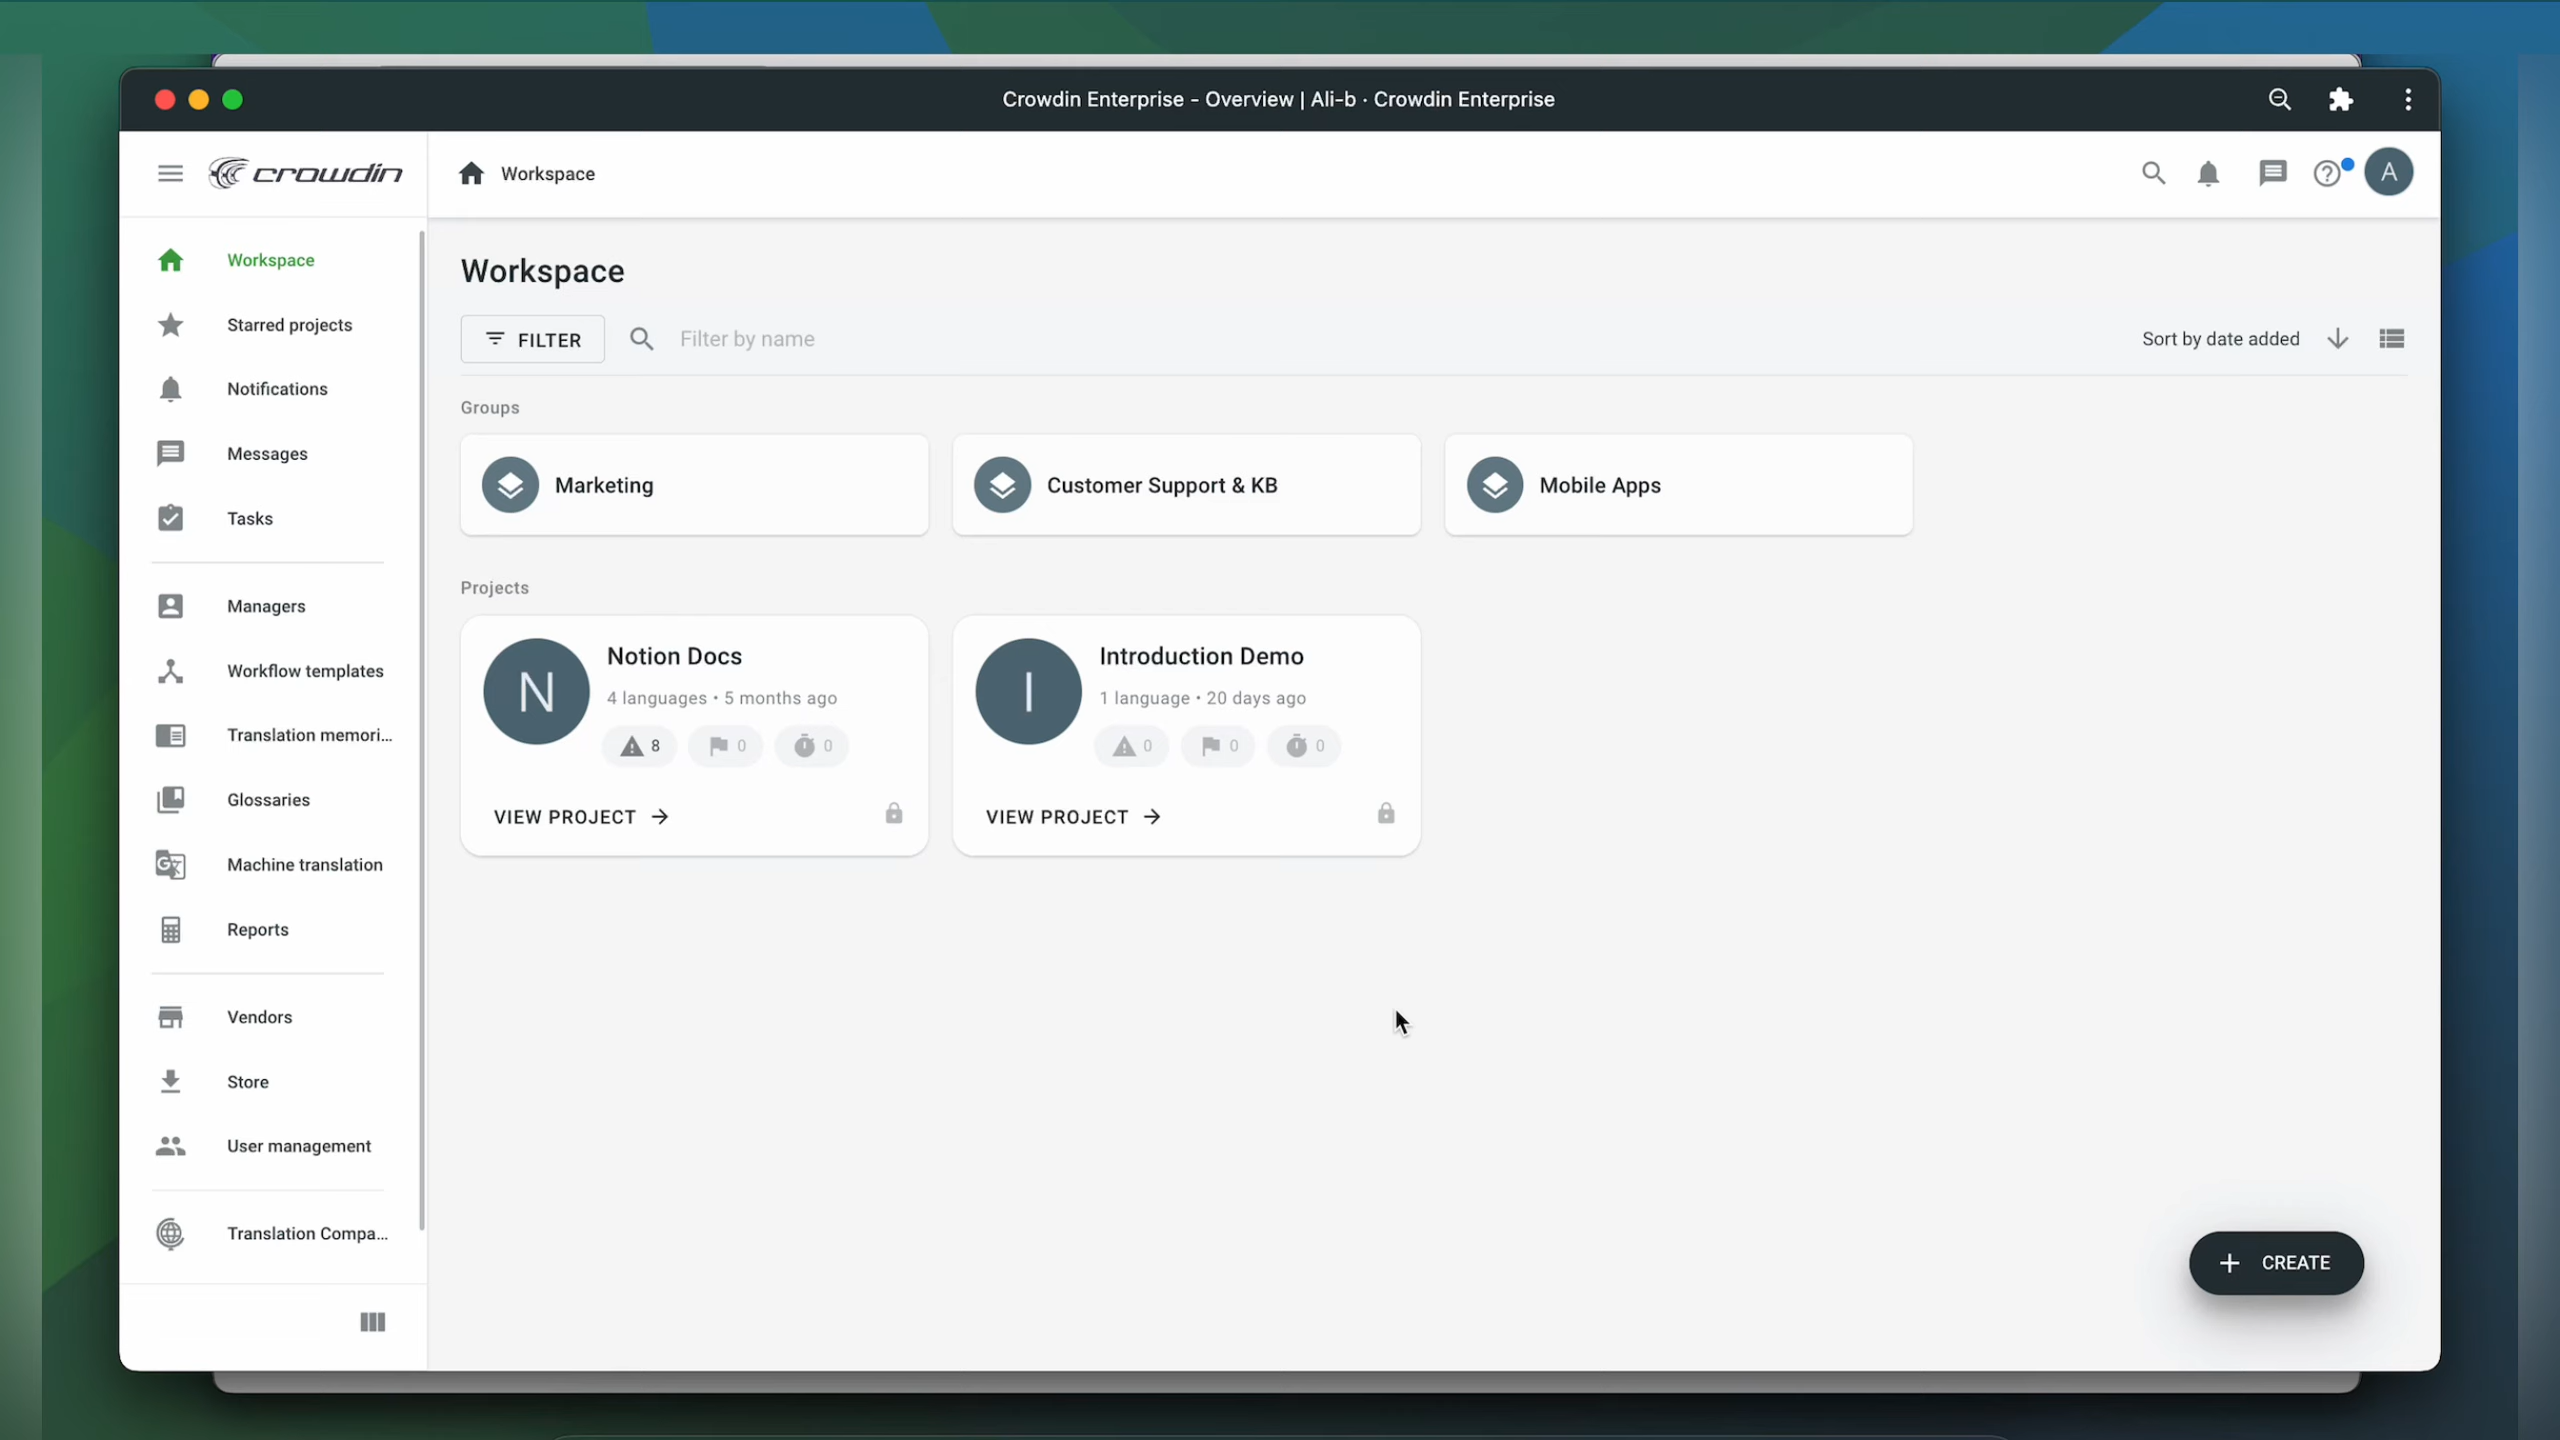 Crowdin Enterprise - Overview | Ali-b · Crowdin Enterprise
crowdin
Workspace
A
Workspace
Starred projects
Notifications
Messages
Tasks
Managers
Workflow templates
Translation memori...
Glossaries
Machine translation
Reports
Vendors
Store
User management
Translation Compa...
Workspace
FILTER
Filter by name
Sort by date added
Groups
Marketing
Customer Support & KB
Mobile Apps
Projects
N
Notion Docs
4 languages • 5 months ago
8 0 0
VIEW PROJECT →
I
Introduction Demo
1 language • 20 days ago
0 0 0
VIEW PROJECT →
+ CREATE